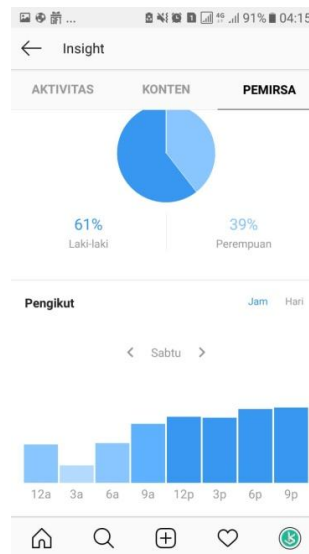 ... 4G 91% 04:15
Insight
AKTIVITAS KONTEN PEMIRSA
61% 39%
Laki-laki Perempuan
Pengikut Jam Hari
Sabtu
12a 3a 6a 9a 12p 3p 6p 9p